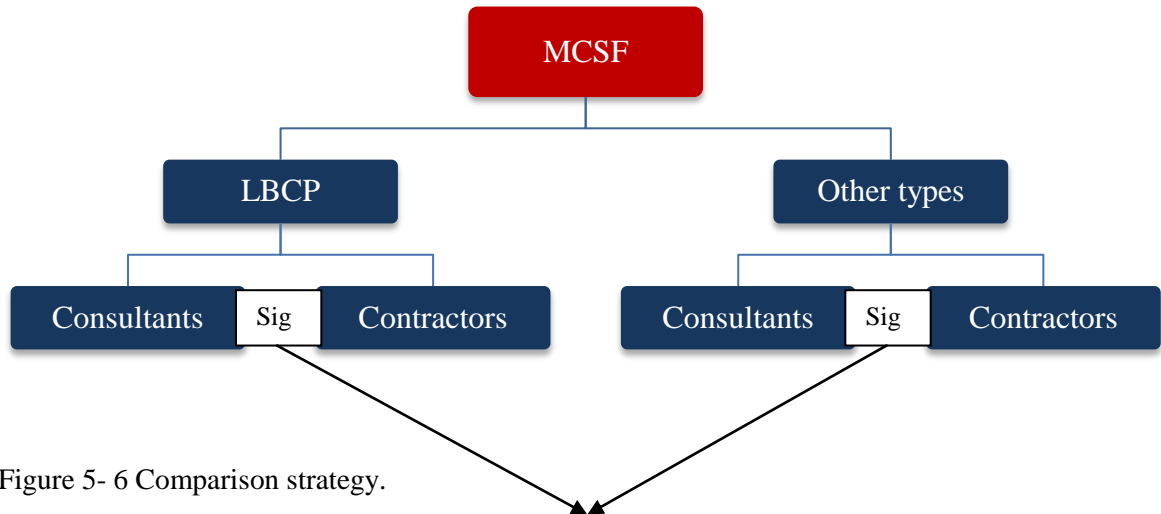 MCSF
LBCP
Other types
Consultants Sig Contractors
Consultants Sig Contractors
Figure 5- 6 Comparison strategy.